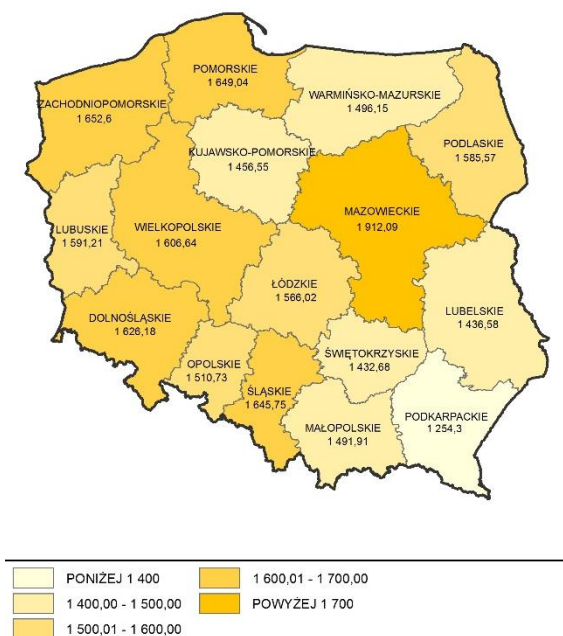 POMORSKIE
1 649,04
ZACHODNIOPOMORSKIE
1 652,6
WARMIŃSKO-MAZURSKIE
1 496,15
PODLASKIE
1 585,57
KUJAWSKO-POMORSKIE
1 456,55
MAZOWIECKIE
1 912,09
LUBUSKIE
1 591,21
WIELKOPOLSKIE
1 606,64
ŁÓDZKIE
1 566,02
LUBELSKIE
1 436,58
DOLNOŚLĄSKIE
1 626,18
OPOLSKIE
1 510,73
ŚLĄSKIE
1 645,75
ŚWIĘTOKRZYSKIE
1 432,68
MAŁOPOLSKIE
1 491,91
PODKARPACKIE
1 254,3
PONIŻEJ 1 400
1 400,00 - 1 500,00
1 500,01 - 1 600,00
1 600,01 - 1 700,00
POWYŻEJ 1 700